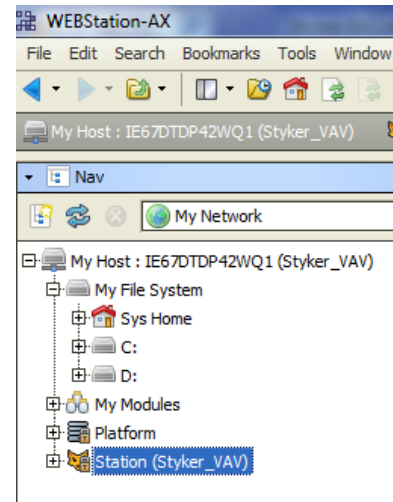 WEBStation-AX
File Edit Search Bookmarks Tools Window
My Host : IE67DTDP42WQ1 (Styker_VAV)
Nav
My Network
My Host : IE67DTDP42WQ1 (Styker_VAV)
My File System
Sys Home
C:
D:
My Modules
Platform
Station (Styker_VAV)